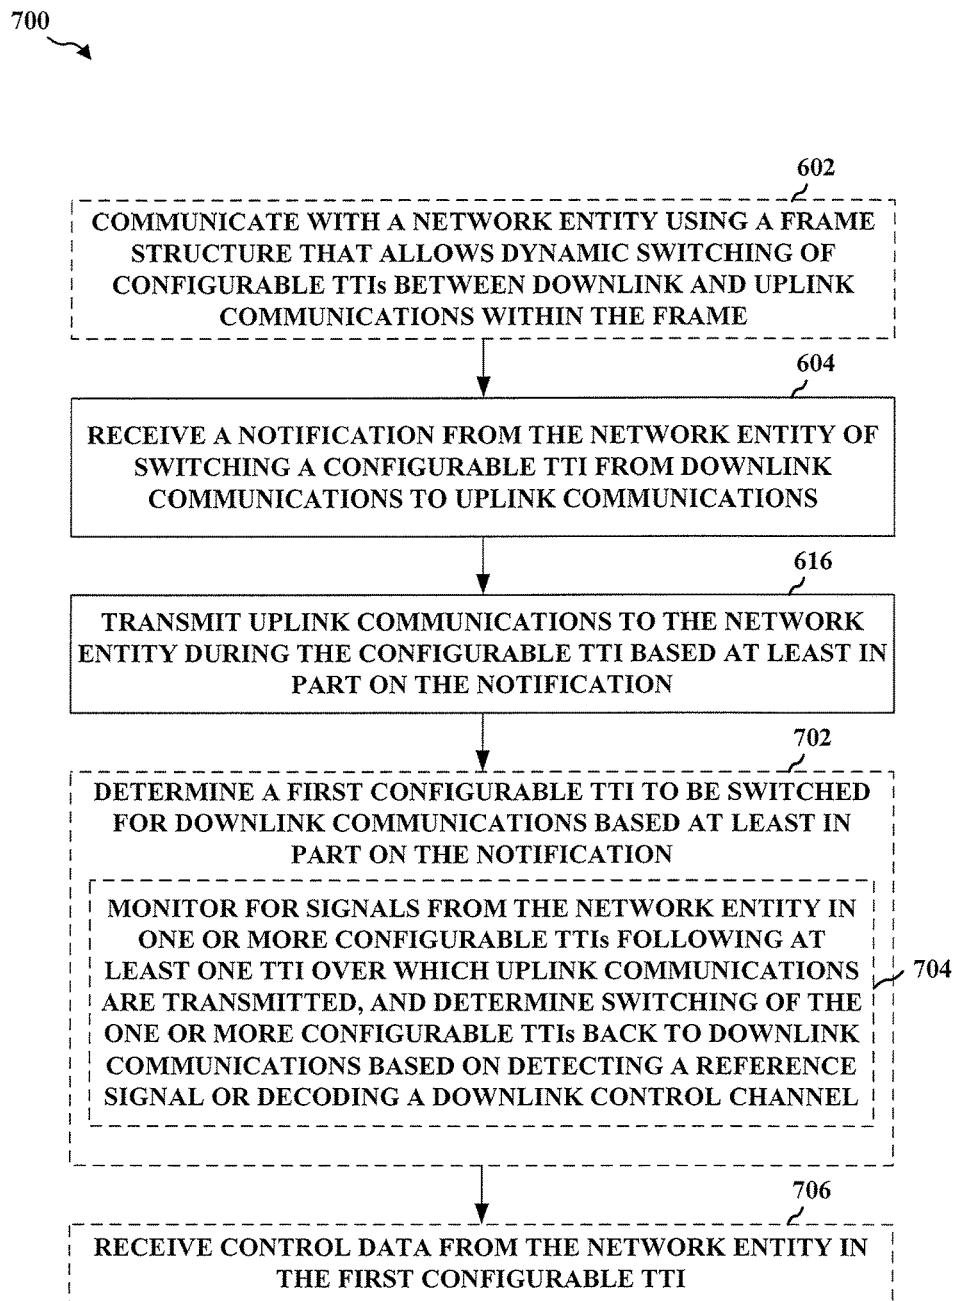 700
602
COMMUNICATE WITH A NETWORK ENTITY USING A FRAME
STRUCTURE THAT ALLOWS DYNAMIC SWITCHING OF
CONFIGURABLE TTIs BETWEEN DOWNLINK AND UPLINK
COMMUNICATIONS WITHIN THE FRAME
604
RECEIVE A NOTIFICATION FROM THE NETWORK ENTITY OF
SWITCHING A CONFIGURABLE TTI FROM DOWNLINK
COMMUNICATIONS TO UPLINK COMMUNICATIONS
616
TRANSMIT UPLINK COMMUNICATIONS TO THE NETWORK
ENTITY DURING THE CONFIGURABLE TTI BASED AT LEAST IN
PART ON THE NOTIFICATION
702
DETERMINE A FIRST CONFIGURABLE TTI TO BE SWITCHED
FOR DOWNLINK COMMUNICATIONS BASED AT LEAST IN
PART ON THE NOTIFICATION
MONITOR FOR SIGNALS FROM THE NETWORK ENTITY IN
ONE OR MORE CONFIGURABLE TTIs FOLLOWING AT
LEAST ONE TTI OVER WHICH UPLINK COMMUNICATIONS
ARE TRANSMITTED, AND DETERMINE SWITCHING OF THE
ONE OR MORE CONFIGURABLE TTIs BACK TO DOWNLINK
COMMUNICATIONS BASED ON DETECTING A REFERENCE
SIGNAL OR DECODING A DOWNLINK CONTROL CHANNEL
704
706
RECEIVE CONTROL DATA FROM THE NETWORK ENTITY IN
THE FIRST CONFIGURABLE TTI